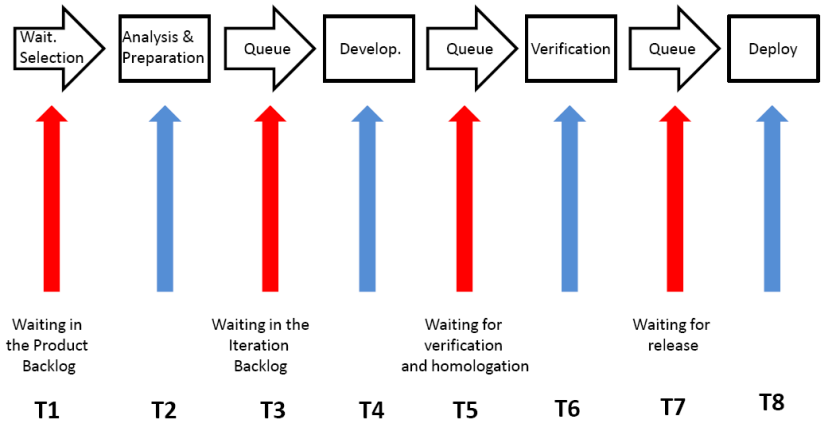 Wait.
Selection
Analysis &
Preparation
Queue
Develop.
Queue
Verification
Queue
Deploy
Waiting in
the Product
Backlog
Waiting in the
Iteration
Backlog
Waiting for
verification
and homologation
Waiting for
release
T1
T2
T3
T4
T5
T6
T7
T8